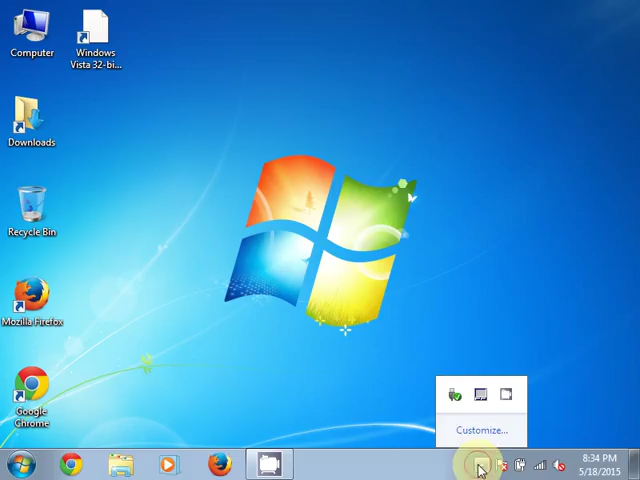 Computer
Windows
Vista 32-bi...
Downloads
Recycle Bin
Mozilla Firefox
Google
Chrome
Customize...
8:34 PM
5/18/2015